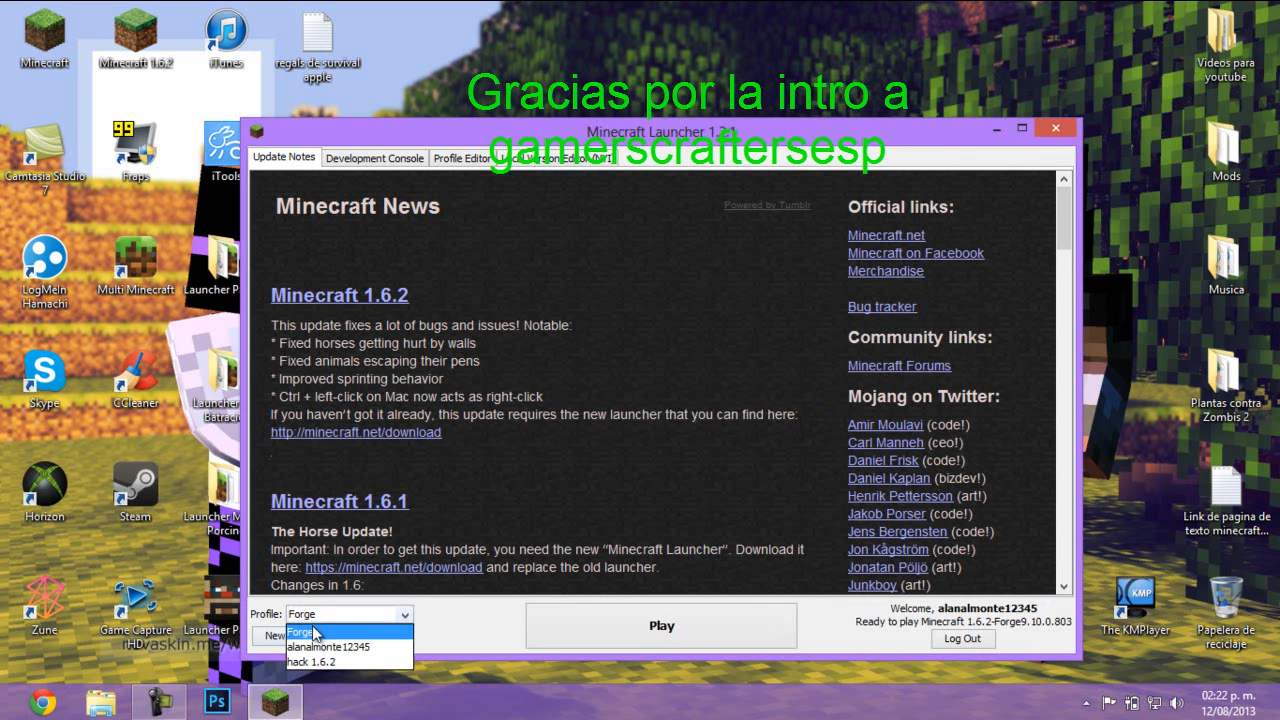 Minecraft
Minecraft 1.6.2
iTunes
regals de survival
apple
Videos para
youtube
Gracias por la intro a
gamerscraftersesp
Minecraft Launcher 1.2.1
Update Notes
Development Console
Profile Editor
99
Camtasia Studio
7
Fraps
iTools
Mods
Minecraft News
Powered by Tumblr
Official links:
Minecraft.net
Minecraft on Facebook
Merchandise
Bug tracker
Community links:
Minecraft Forums
Mojang on Twitter:
Amir Moulavi (code!)
Carl Manneh (ceo!)
Daniel Frisk (code!)
Daniel Kaplan (bizdev!)
Henrik Pettersson (art!)
Jakob Porser (code!)
Jens Bergensten (code!)
Jon Kågström (code!)
Jonatan Pöljö (art!)
Junkboy (art!)
Minecraft 1.6.2
This update fixes a lot of bugs and issues! Notable:
* Fixed horses getting hurt by walls
* Fixed animals escaping their pens
* Improved sprinting behavior
* Ctrl + left-click on Mac now acts as right-click
If you haven't got it already, this update requires the new launcher that you can find here:
http://minecraft.net/download
Minecraft 1.6.1
The Horse Update!
Important: In order to get this update, you need the new “Minecraft Launcher”. Download it
here: https://minecraft.net/download and replace the old launcher.
Changes in 1.6:
LogMeIn
Hamachi
Multi Minecraft
Launcher P
Musica
Skype
CCleaner
Launcher
Batracio
Plantas contra
Zombis 2
Horizon
Steam
Launcher M
Porcin
Link de pagina de
texto minecraft...
Zune
Game Capture
HD
Launcher P
The KMPlayer
KMP
Papelera de
reciclaje
Profile: Forge
Forge
alanalmonte12345
hack 1.6.2
New
Play
Welcome, alanalmonte12345
Ready to play Minecraft 1.6.2-Forge9.10.0.803
Log Out
Ps
02:22 p. m.
12/08/2013